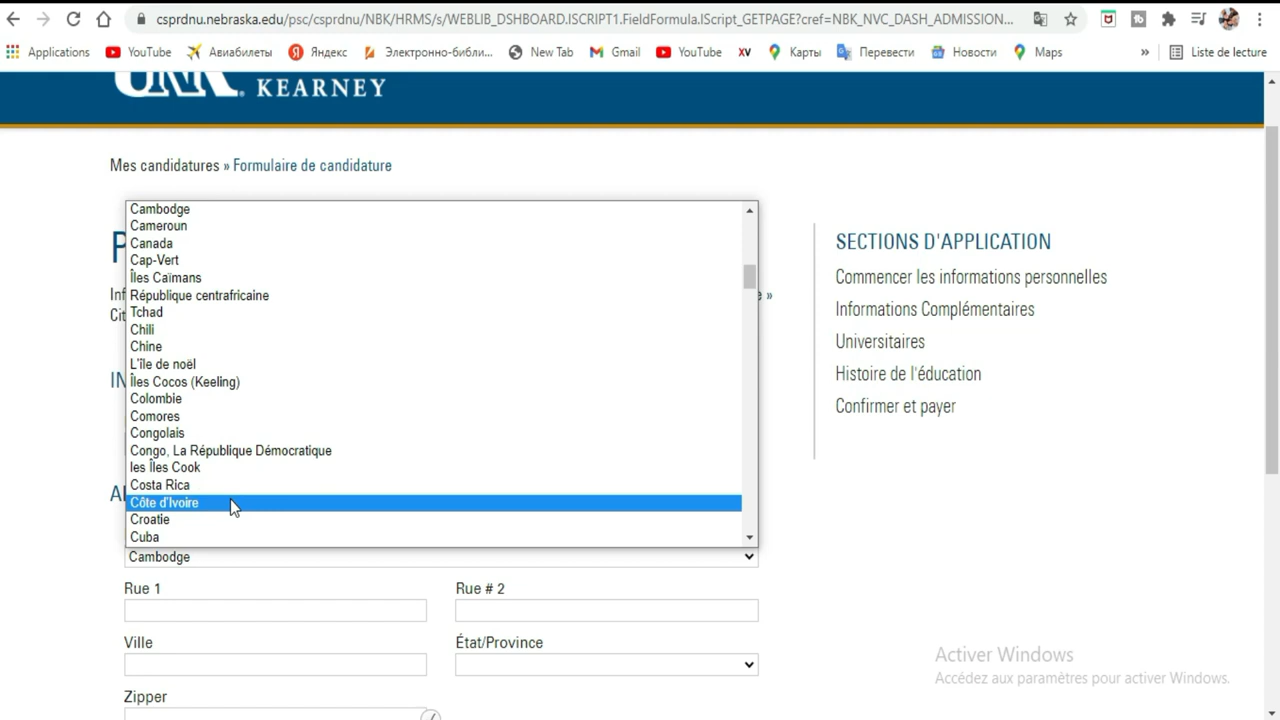 csprdnu.nebraska.edu/psc/csprdnu/NBK/HRMS/s/WEBLIB_DSHBOARD.ISCRIPT1.FieldFormula.IScript_GETPAGE?cref=NBK_NVC_DASH_ADMISSION...
Applications YouTube Авиабилеты Яндекс Электронно-библи... New Tab Gmail YouTube XV Карты Перевести Новости Maps » Liste de lecture
UNK KEARNEY
Mes candidatures » Formulaire de candidature
Cambodge
Cameroun
Canada
Cap-Vert
Îles Caïmans
République centrafricaine
Tchad
Chili
Chine
L'île de noël
Îles Cocos (Keeling)
Colombie
Comores
Congolais
Congo, La République Démocratique
les Îles Cook
Costa Rica
Côte d'Ivoire
Croatie
Cuba
Cambodge
Rue 1
Rue # 2
Ville
État/Province
Zipper
SECTIONS D'APPLICATION
Commencer les informations personnelles
Informations Complémentaires
Universitaires
Histoire de l'éducation
Confirmer et payer
Activer Windows
Accédez aux paramètres pour activer Windows.